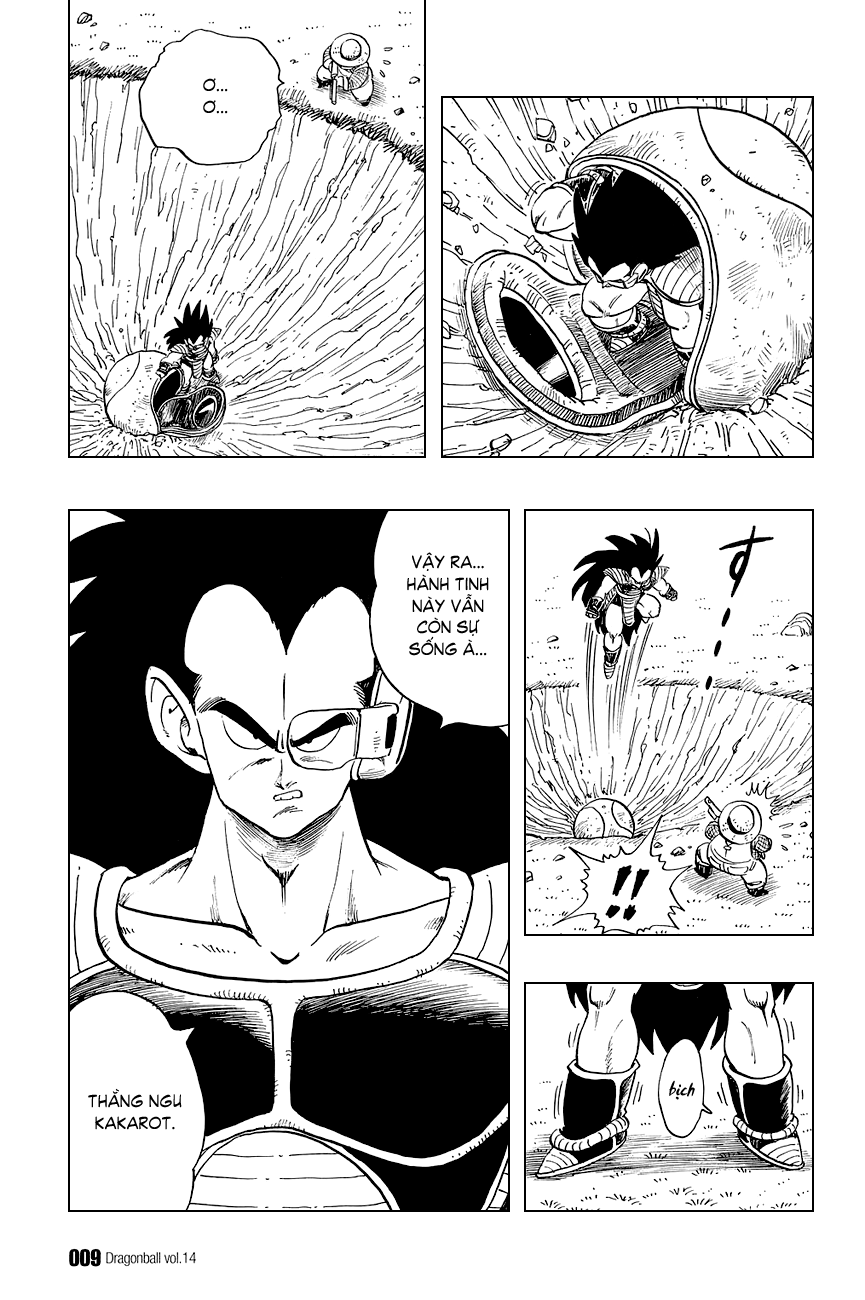 Ơ...
Ơ...
す...
!!
bịch
VẬY RA...
HÀNH TINH
NÀY VẪN
CÒN SỰ
SỐNG À...
THẰNG NGU
KAKAROT.
009 Dragonball vol.14